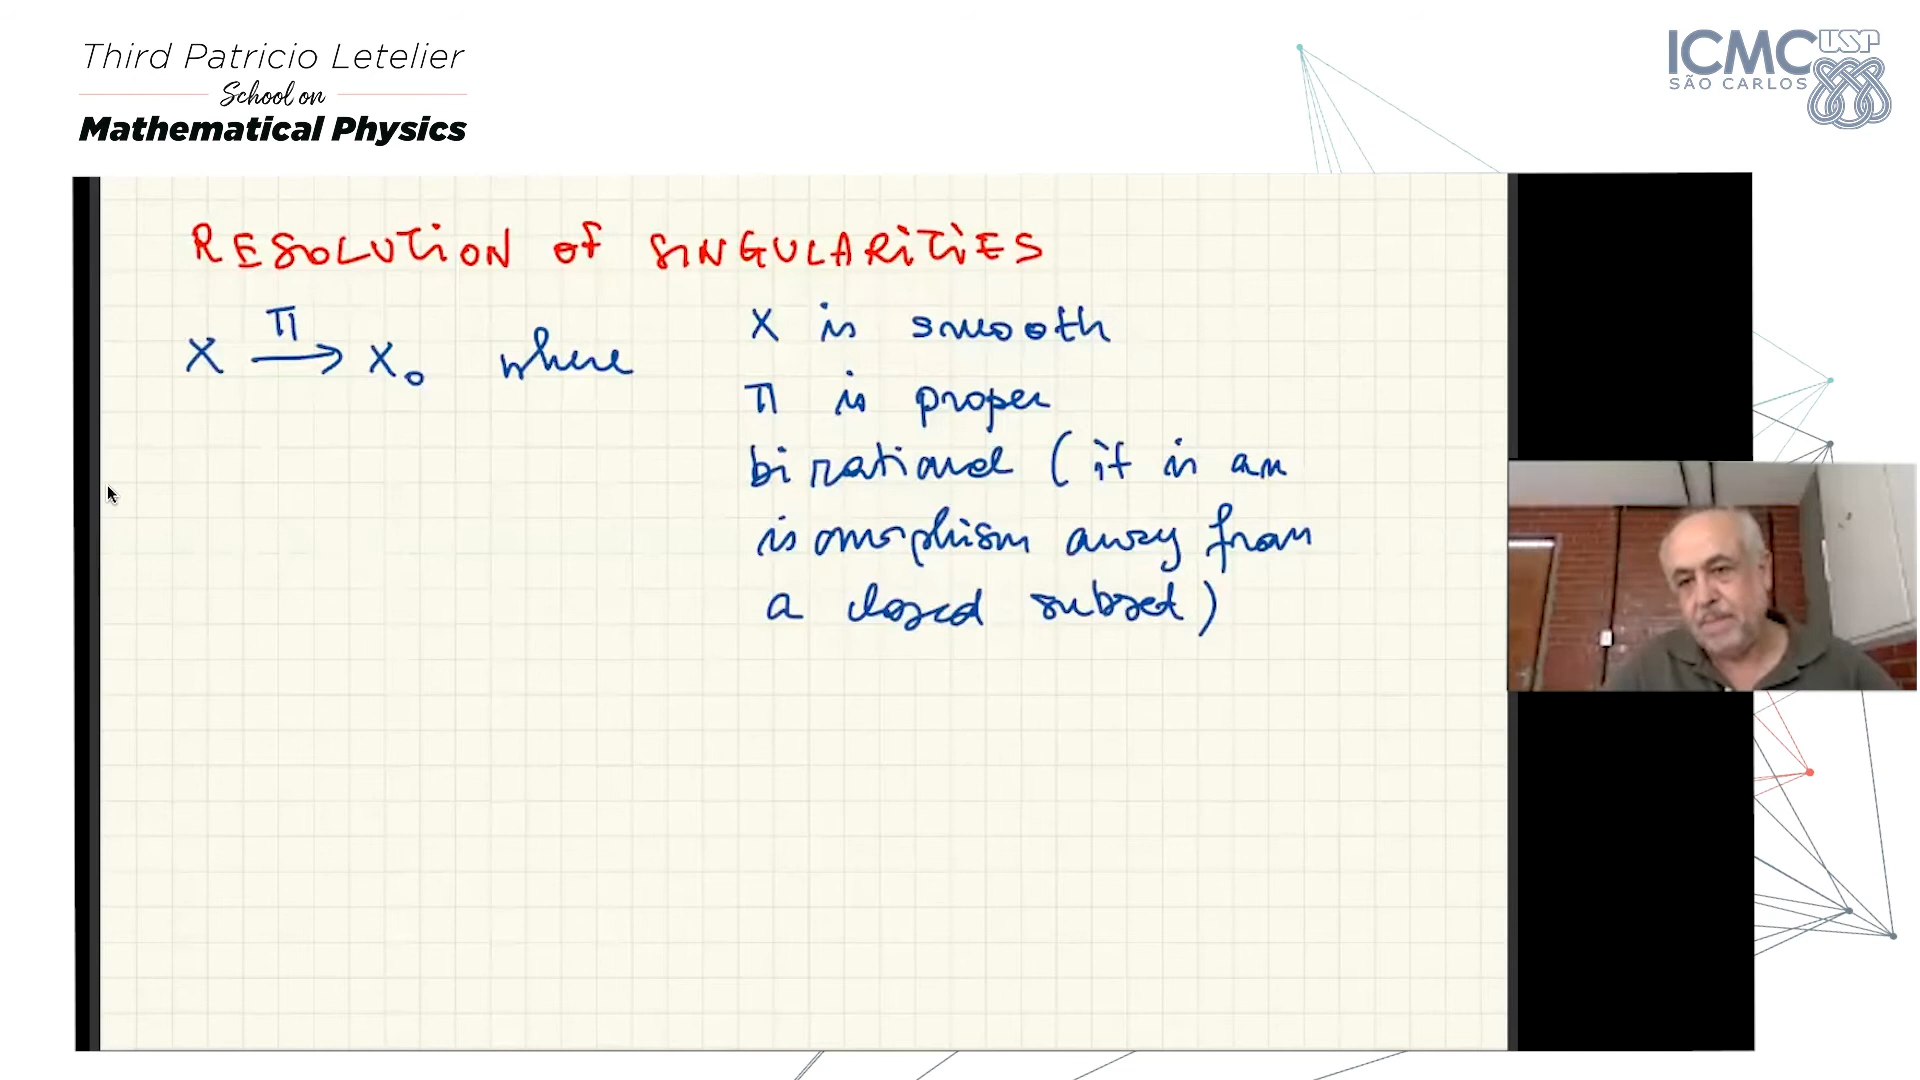 Third Patricio Letelier
School on
Mathematical Physics
ICMC USP
SÃO CARLOS
RESOLUTION of SINGULARITIES
X π→ X₀ where
X is smooth
π is proper
birational (it is an
isomorphism away from
a closed subset)